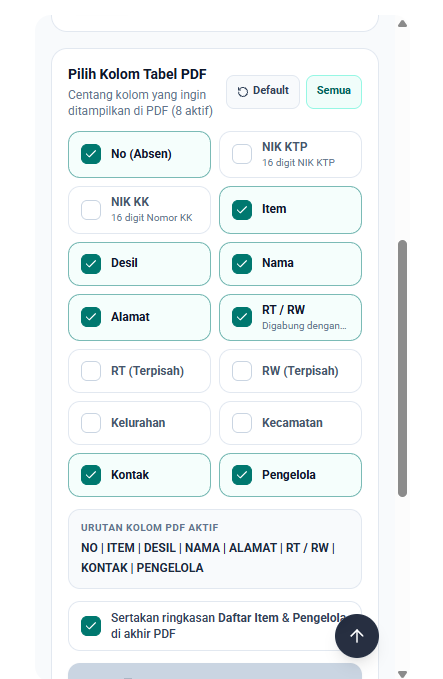 Pilih Kolom Tabel PDF
Centang kolom yang ingin
ditampilkan di PDF (8 aktif)
Default
Semua
No (Absen)
NIK KTP
16 digit NIK KTP
NIK KK
16 digit Nomor KK
Item
Desil
Nama
Alamat
RT / RW
Digabung dengan...
RT (Terpisah)
RW (Terpisah)
Kelurahan
Kecamatan
Kontak
Pengelola
URUTAN KOLOM PDF AKTIF
NO | ITEM | DESIL | NAMA | ALAMAT | RT / RW |
KONTAK | PENGELOLA
Sertakan ringkasan Daftar Item & Pengelola
di akhir PDF